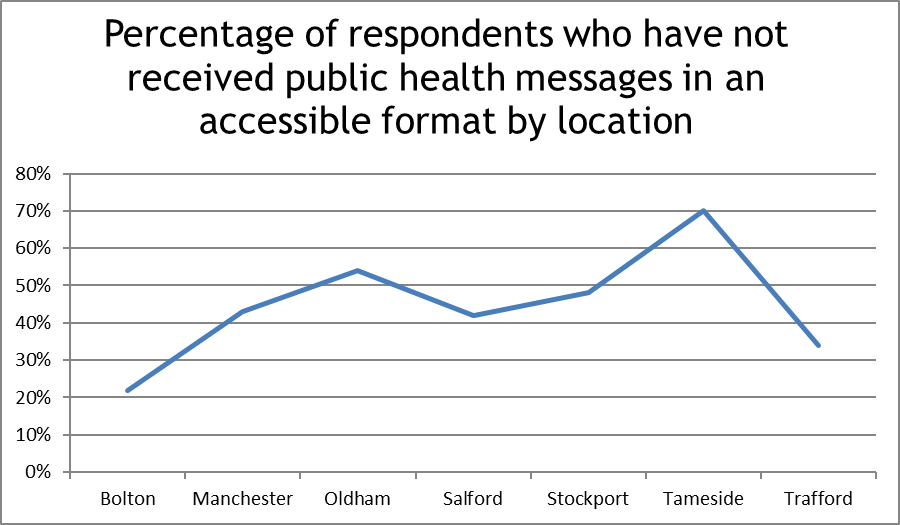 Percentage of respondents who have not
received public health messages in an
accessible format by location
80%
70%
60%
50%
40%
30%
20%
10%
0%
Bolton Manchester Oldham Salford Stockport Tameside Trafford